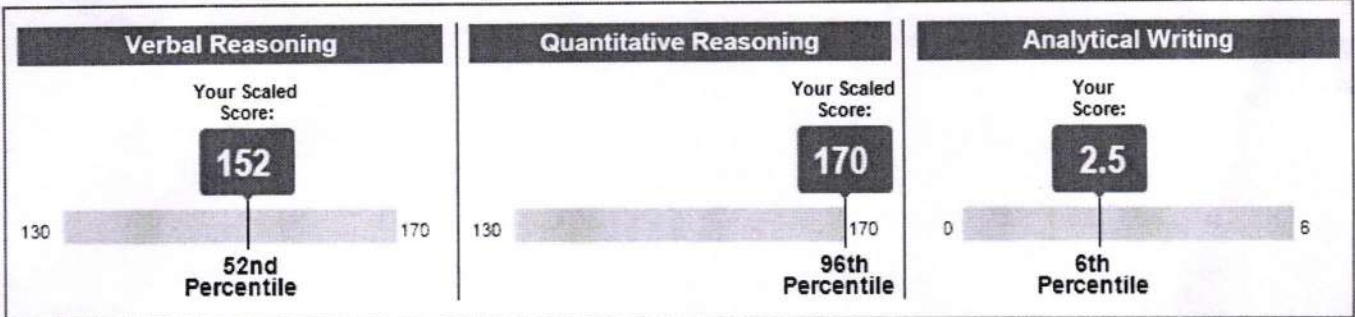 Verbal Reasoning
Your Scaled
Score:
152
130
170
52nd
Percentile
Quantitative Reasoning
Your Scaled
Score:
170
130
170
96th
Percentile
Analytical Writing
Your
Score:
2.5
0
6
6th
Percentile